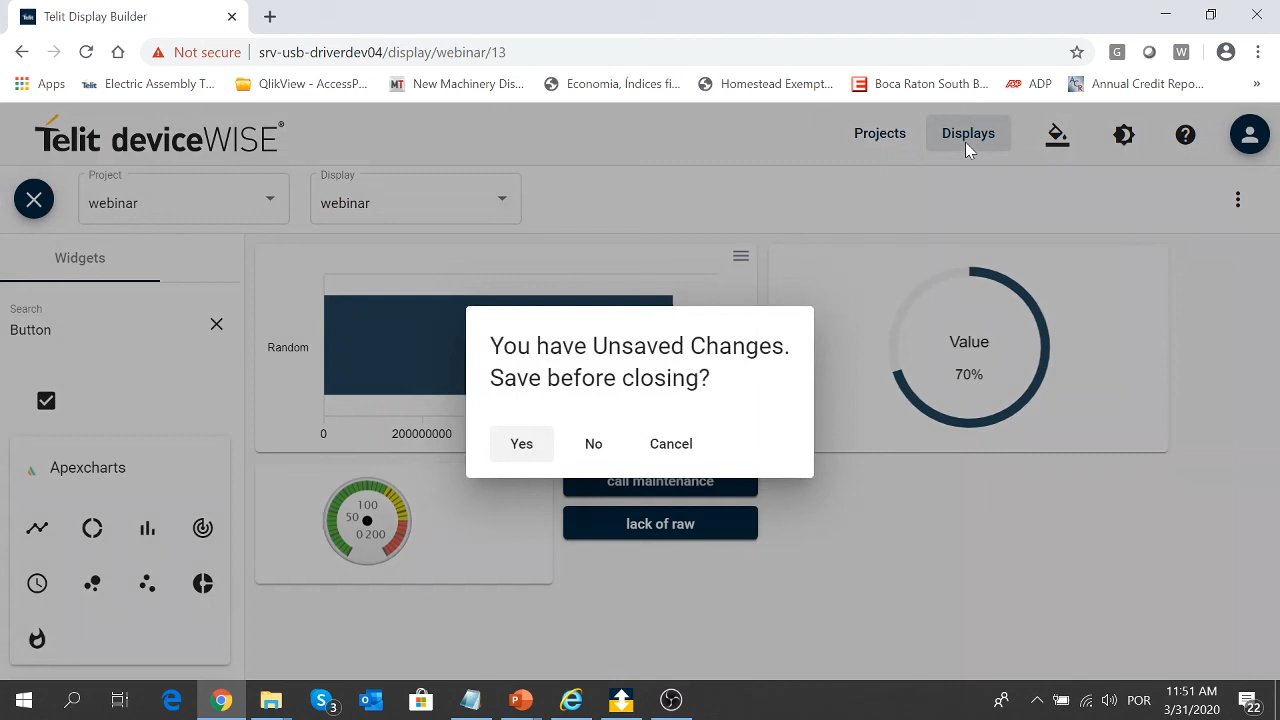 Telit Display Builder
Not secure | srv-usb-driverdev04/display/webinar/13
G
W
Apps
Telit Electric Assembly T...
QlikView - AccessP...
MT New Machinery Dis...
Economia, Índices fi...
Homestead Exempt...
E Boca Raton South B...
ADP
Annual Credit Repo...
»
Telit deviceWISE®
Projects
Displays
Project
webinar
Display
webinar
Widgets
Search
Button
Apexcharts
Random
0
200000000
Value
70%
You have Unsaved Changes.
Save before closing?
Yes
No
Cancel
100
50
0 200
call maintenance
lack of raw
3
POR
11:51 AM
3/31/2020
22